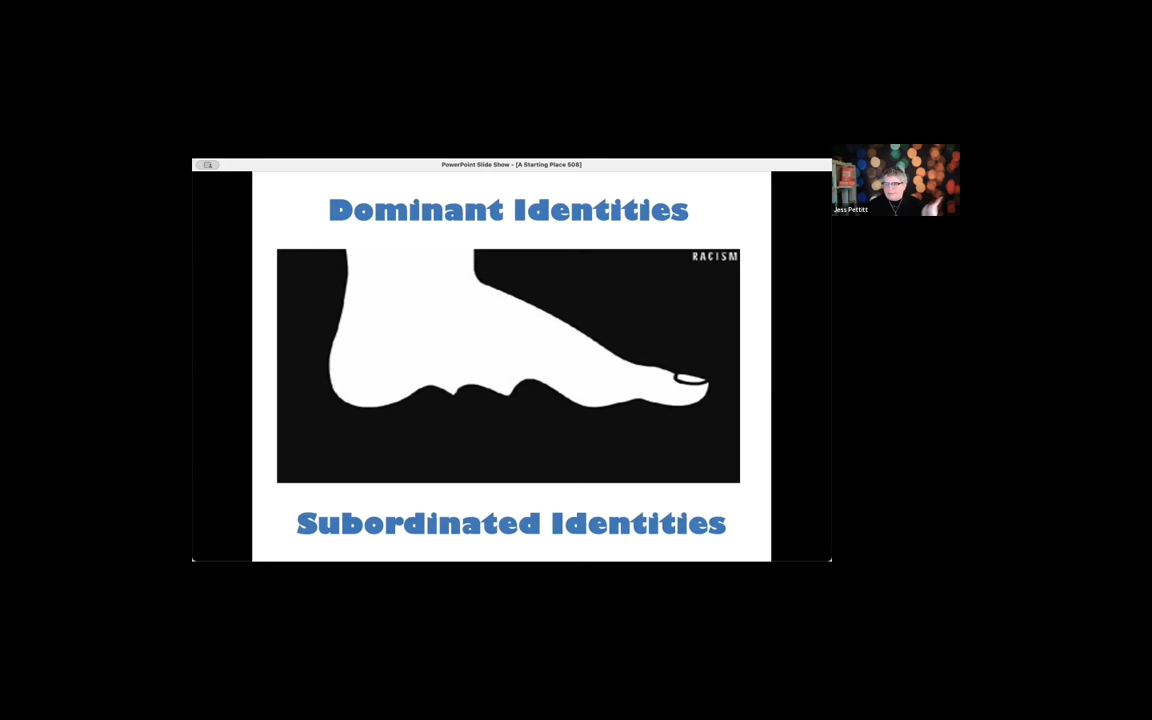 PowerPoint Slide Show - [A Starting Place 508]
Dominant Identities
RACISM
Subordinated Identities
Jess Pettitt